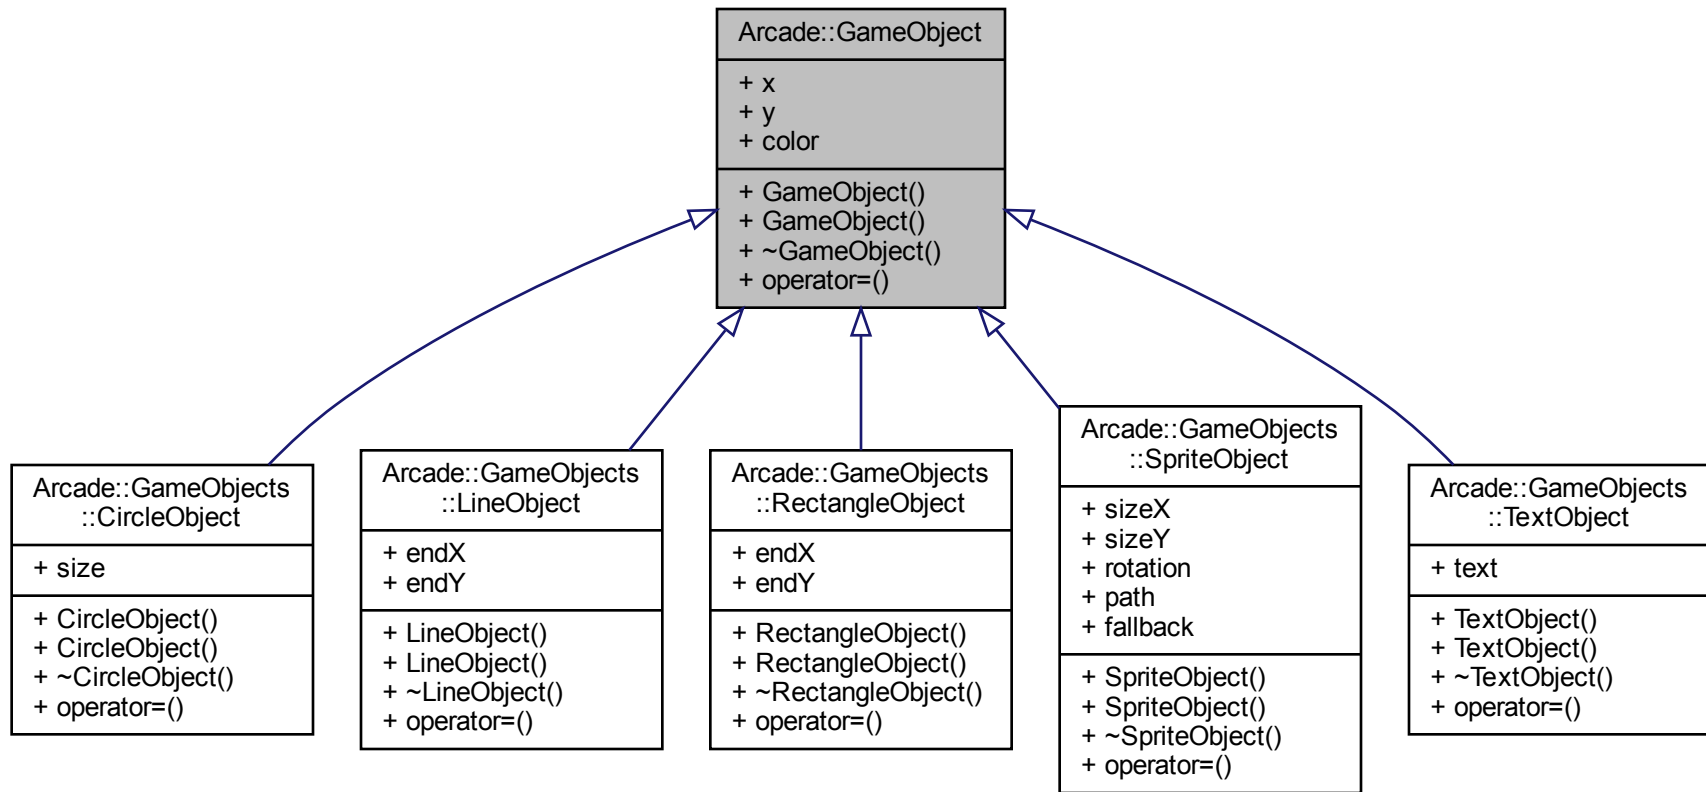 Arcade::GameObject
+ x
+ y
+ color
+ GameObject()
+ GameObject()
+ ~GameObject()
+ operator=()
Arcade::GameObjects
::CircleObject
+ size
+ CircleObject()
+ CircleObject()
+ ~CircleObject()
+ operator=()
Arcade::GameObjects
::LineObject
+ endX
+ endY
+ LineObject()
+ LineObject()
+ ~LineObject()
+ operator=()
Arcade::GameObjects
::RectangleObject
+ endX
+ endY
+ RectangleObject()
+ RectangleObject()
+ ~RectangleObject()
+ operator=()
Arcade::GameObjects
::SpriteObject
+ sizeX
+ sizeY
+ rotation
+ path
+ fallback
+ SpriteObject()
+ SpriteObject()
+ ~SpriteObject()
+ operator=()
Arcade::GameObjects
::TextObject
+ text
+ TextObject()
+ TextObject()
+ ~TextObject()
+ operator=()